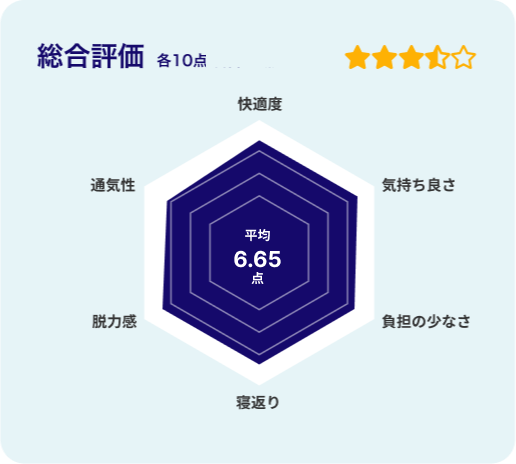 総合評価 各10点
快適度
通気性
気持ち良さ
平均
6.65
点
脱力感
負担の少なさ
寝返り